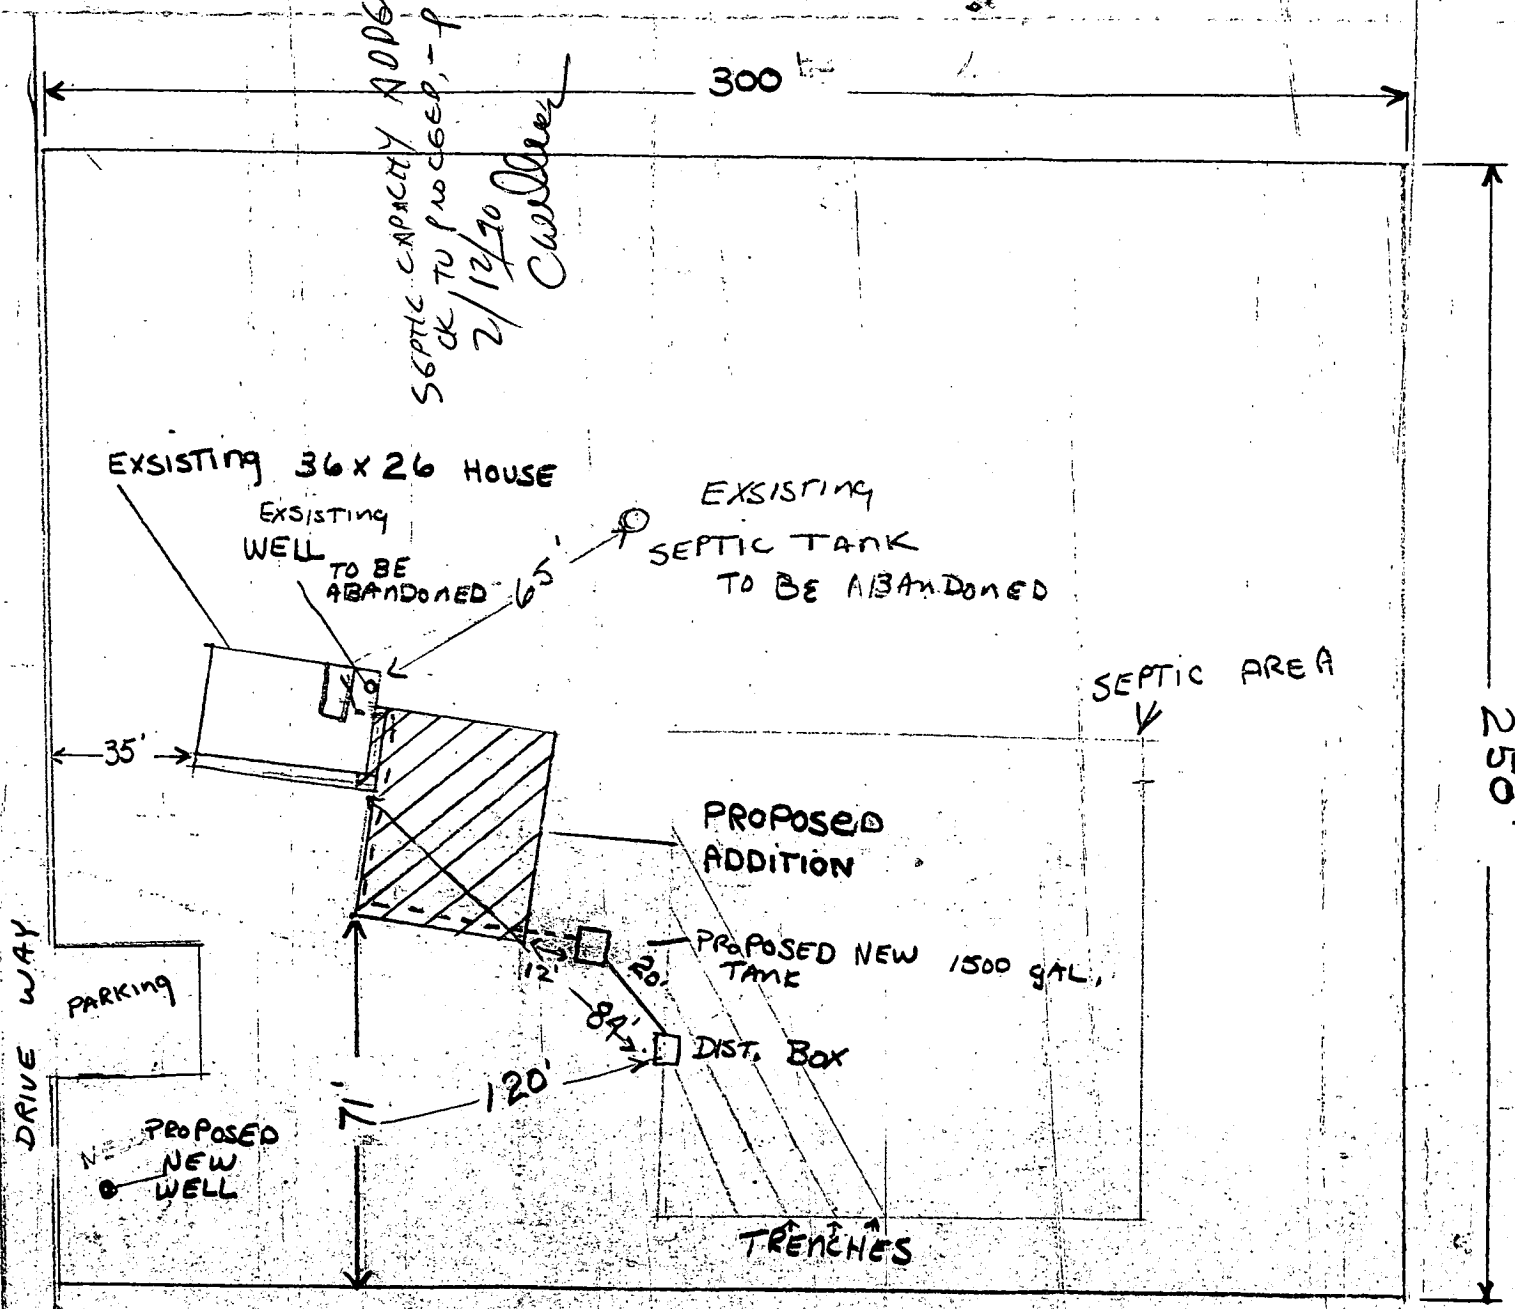 300
SEPTIC CAPACITY ADDE
OK TO PROCEED,-P
2/12/90
250'
EXSISTING 36 X 26 HOUSE
EXSISTING
WELL
TO BE
ABANDONED
65'
EXSISTING
SEPTIC TANK
TO BE ABANDONED
SEPTIC AREA
35'
PROPOSED
ADDITION
PROPOSED NEW 1500 GAL,
TANK
12'
20'
84'
DIST. BOX
120'
71'
DRIVE WAY
PARKING
PROPOSED
NEW
WELL
TRENCHES